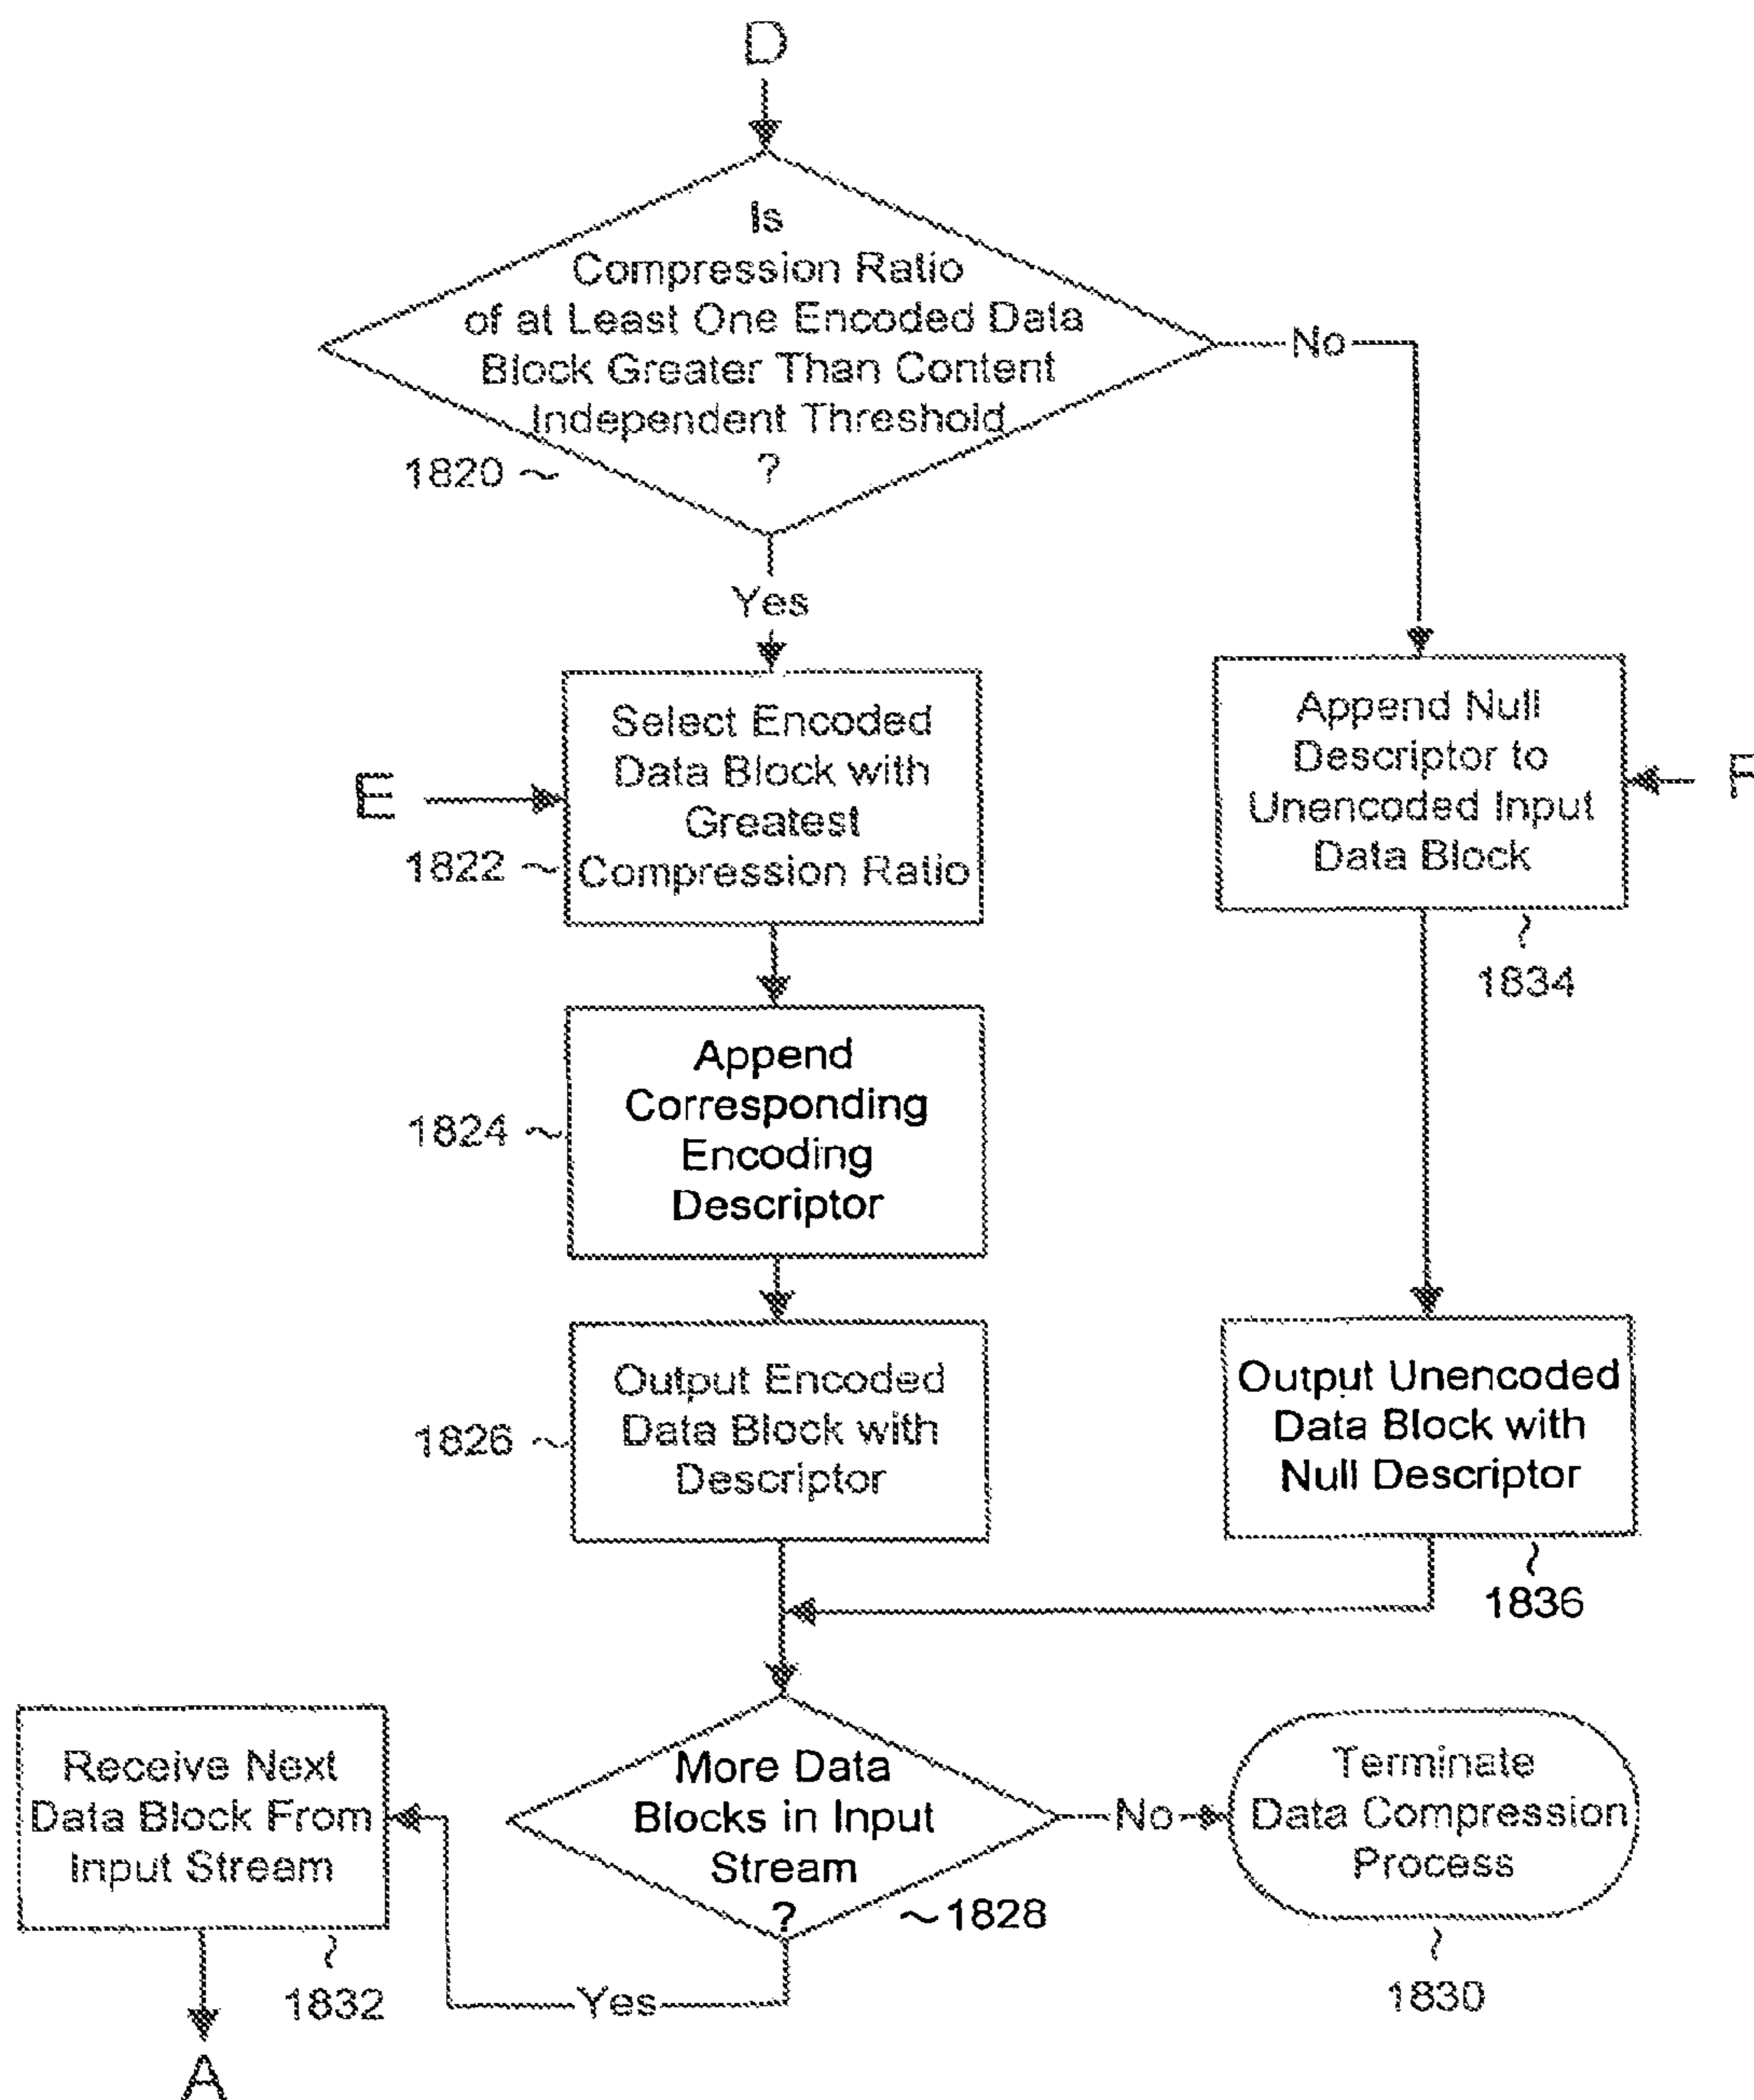 D
Is
Compression Ratio
of at Least One Encoded Data
Block Greater Than Content
Independent Threshold
?
1820
No
Yes
Select Encoded
Data Block with
Greatest
Compression Ratio
E
1822
Append Null
Descriptor to
Unencoded Input
Data Block
F
1834
Append
Corresponding
Encoding
Descriptor
1824
Output Encoded
Data Block with
Descriptor
1826
Output Unencoded
Data Block with
Null Descriptor
1836
Receive Next
Data Block From
Input Stream
1832
More Data
Blocks in Input
Stream
?
1828
No
Terminate
Data Compression
Process
1830
Yes
A